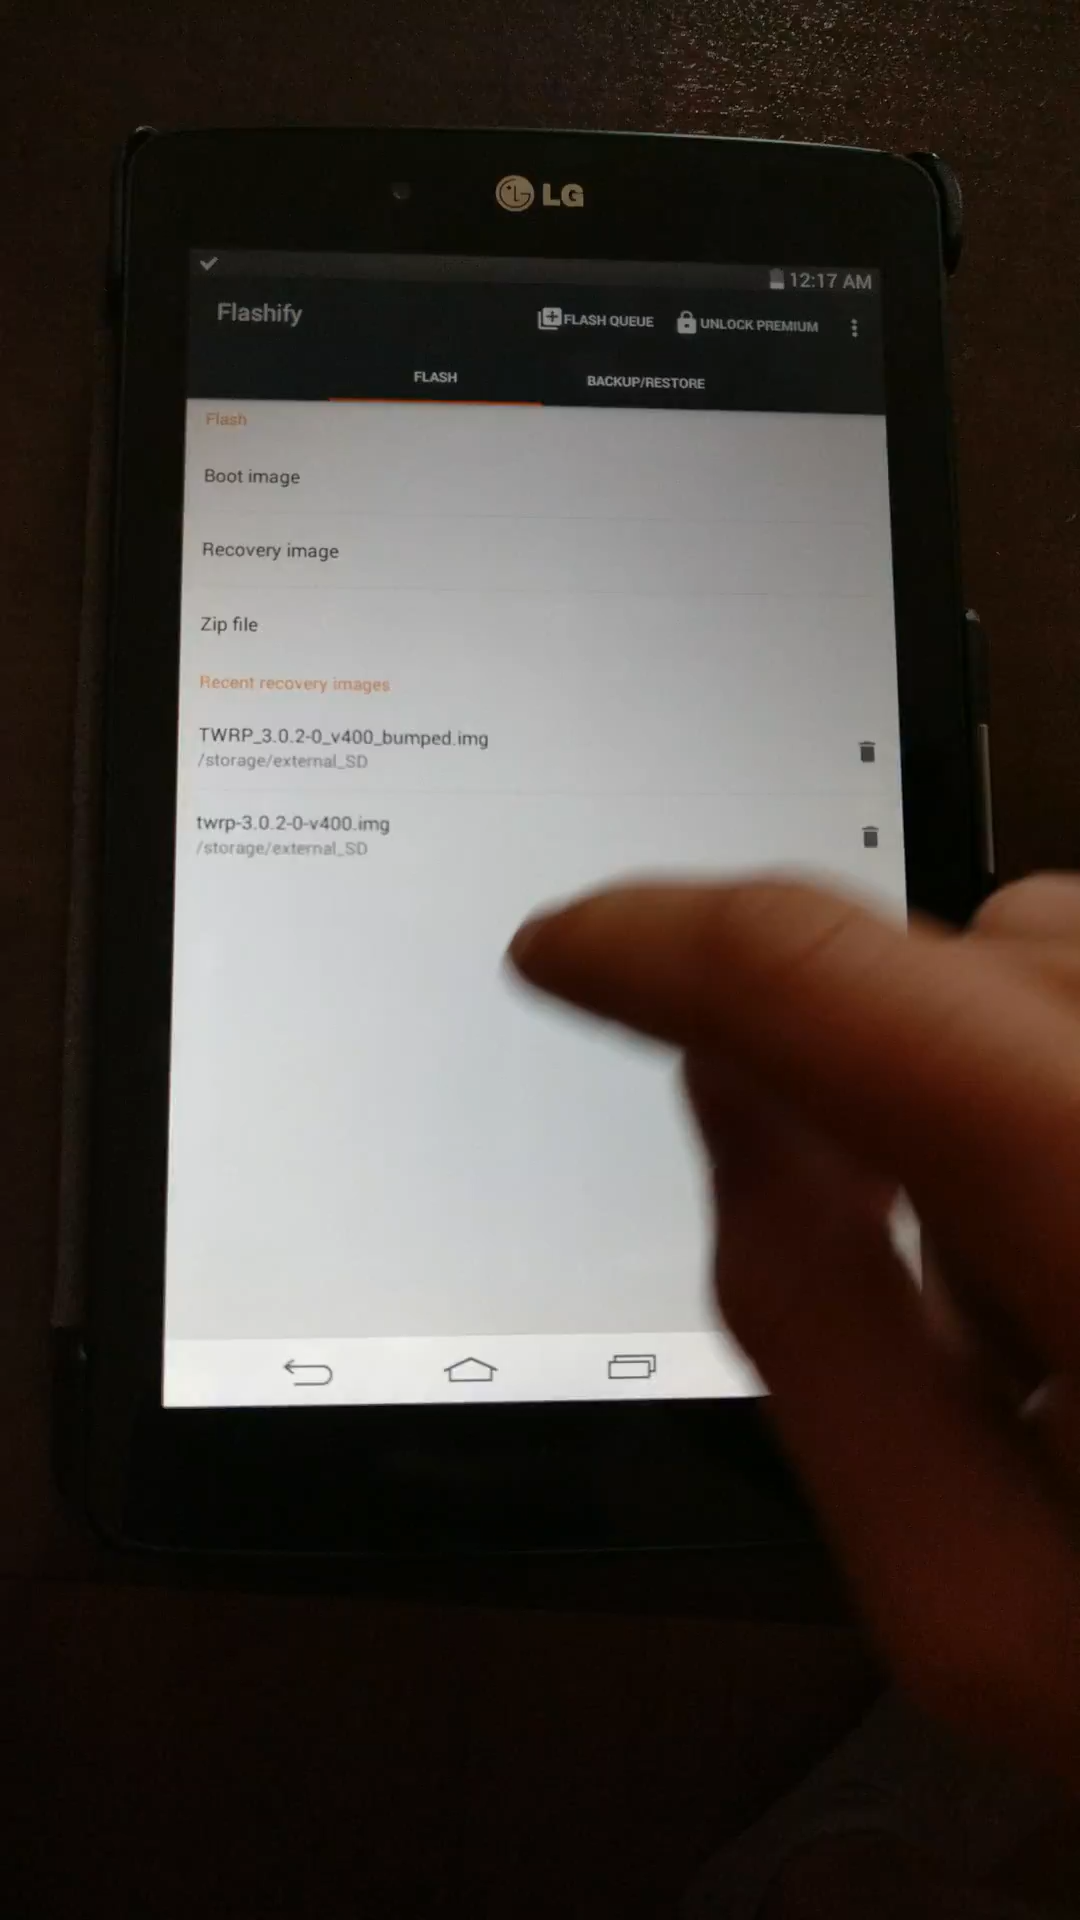 LG
12:17 AM
Flashify
FLASH QUEUE
UNLOCK PREMIUM
FLASH
BACKUP/RESTORE
Flash
Boot image
Recovery image
Zip file
Recent recovery images
TWRP_3.0.2-0_v400_bumped.img
/storage/external_SD
twrp-3.0.2-0-v400.img
/storage/external_SD